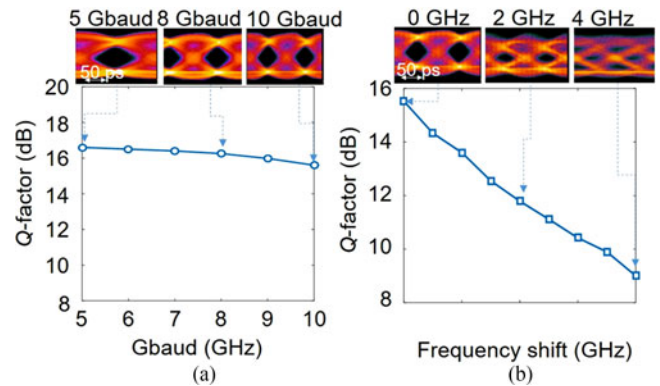 5 Gbaud 8 Gbaud 10 Gbaud
50 ps
20
18
16
14
12
10
8
Q-factor (dB)
5 6 7 8 9 10
Gbaud (GHz)
(a)
0 GHz 2 GHz 4 GHz
50 ps
16
14
12
10
8
Q-factor (dB)
Frequency shift (GHz)
(b)